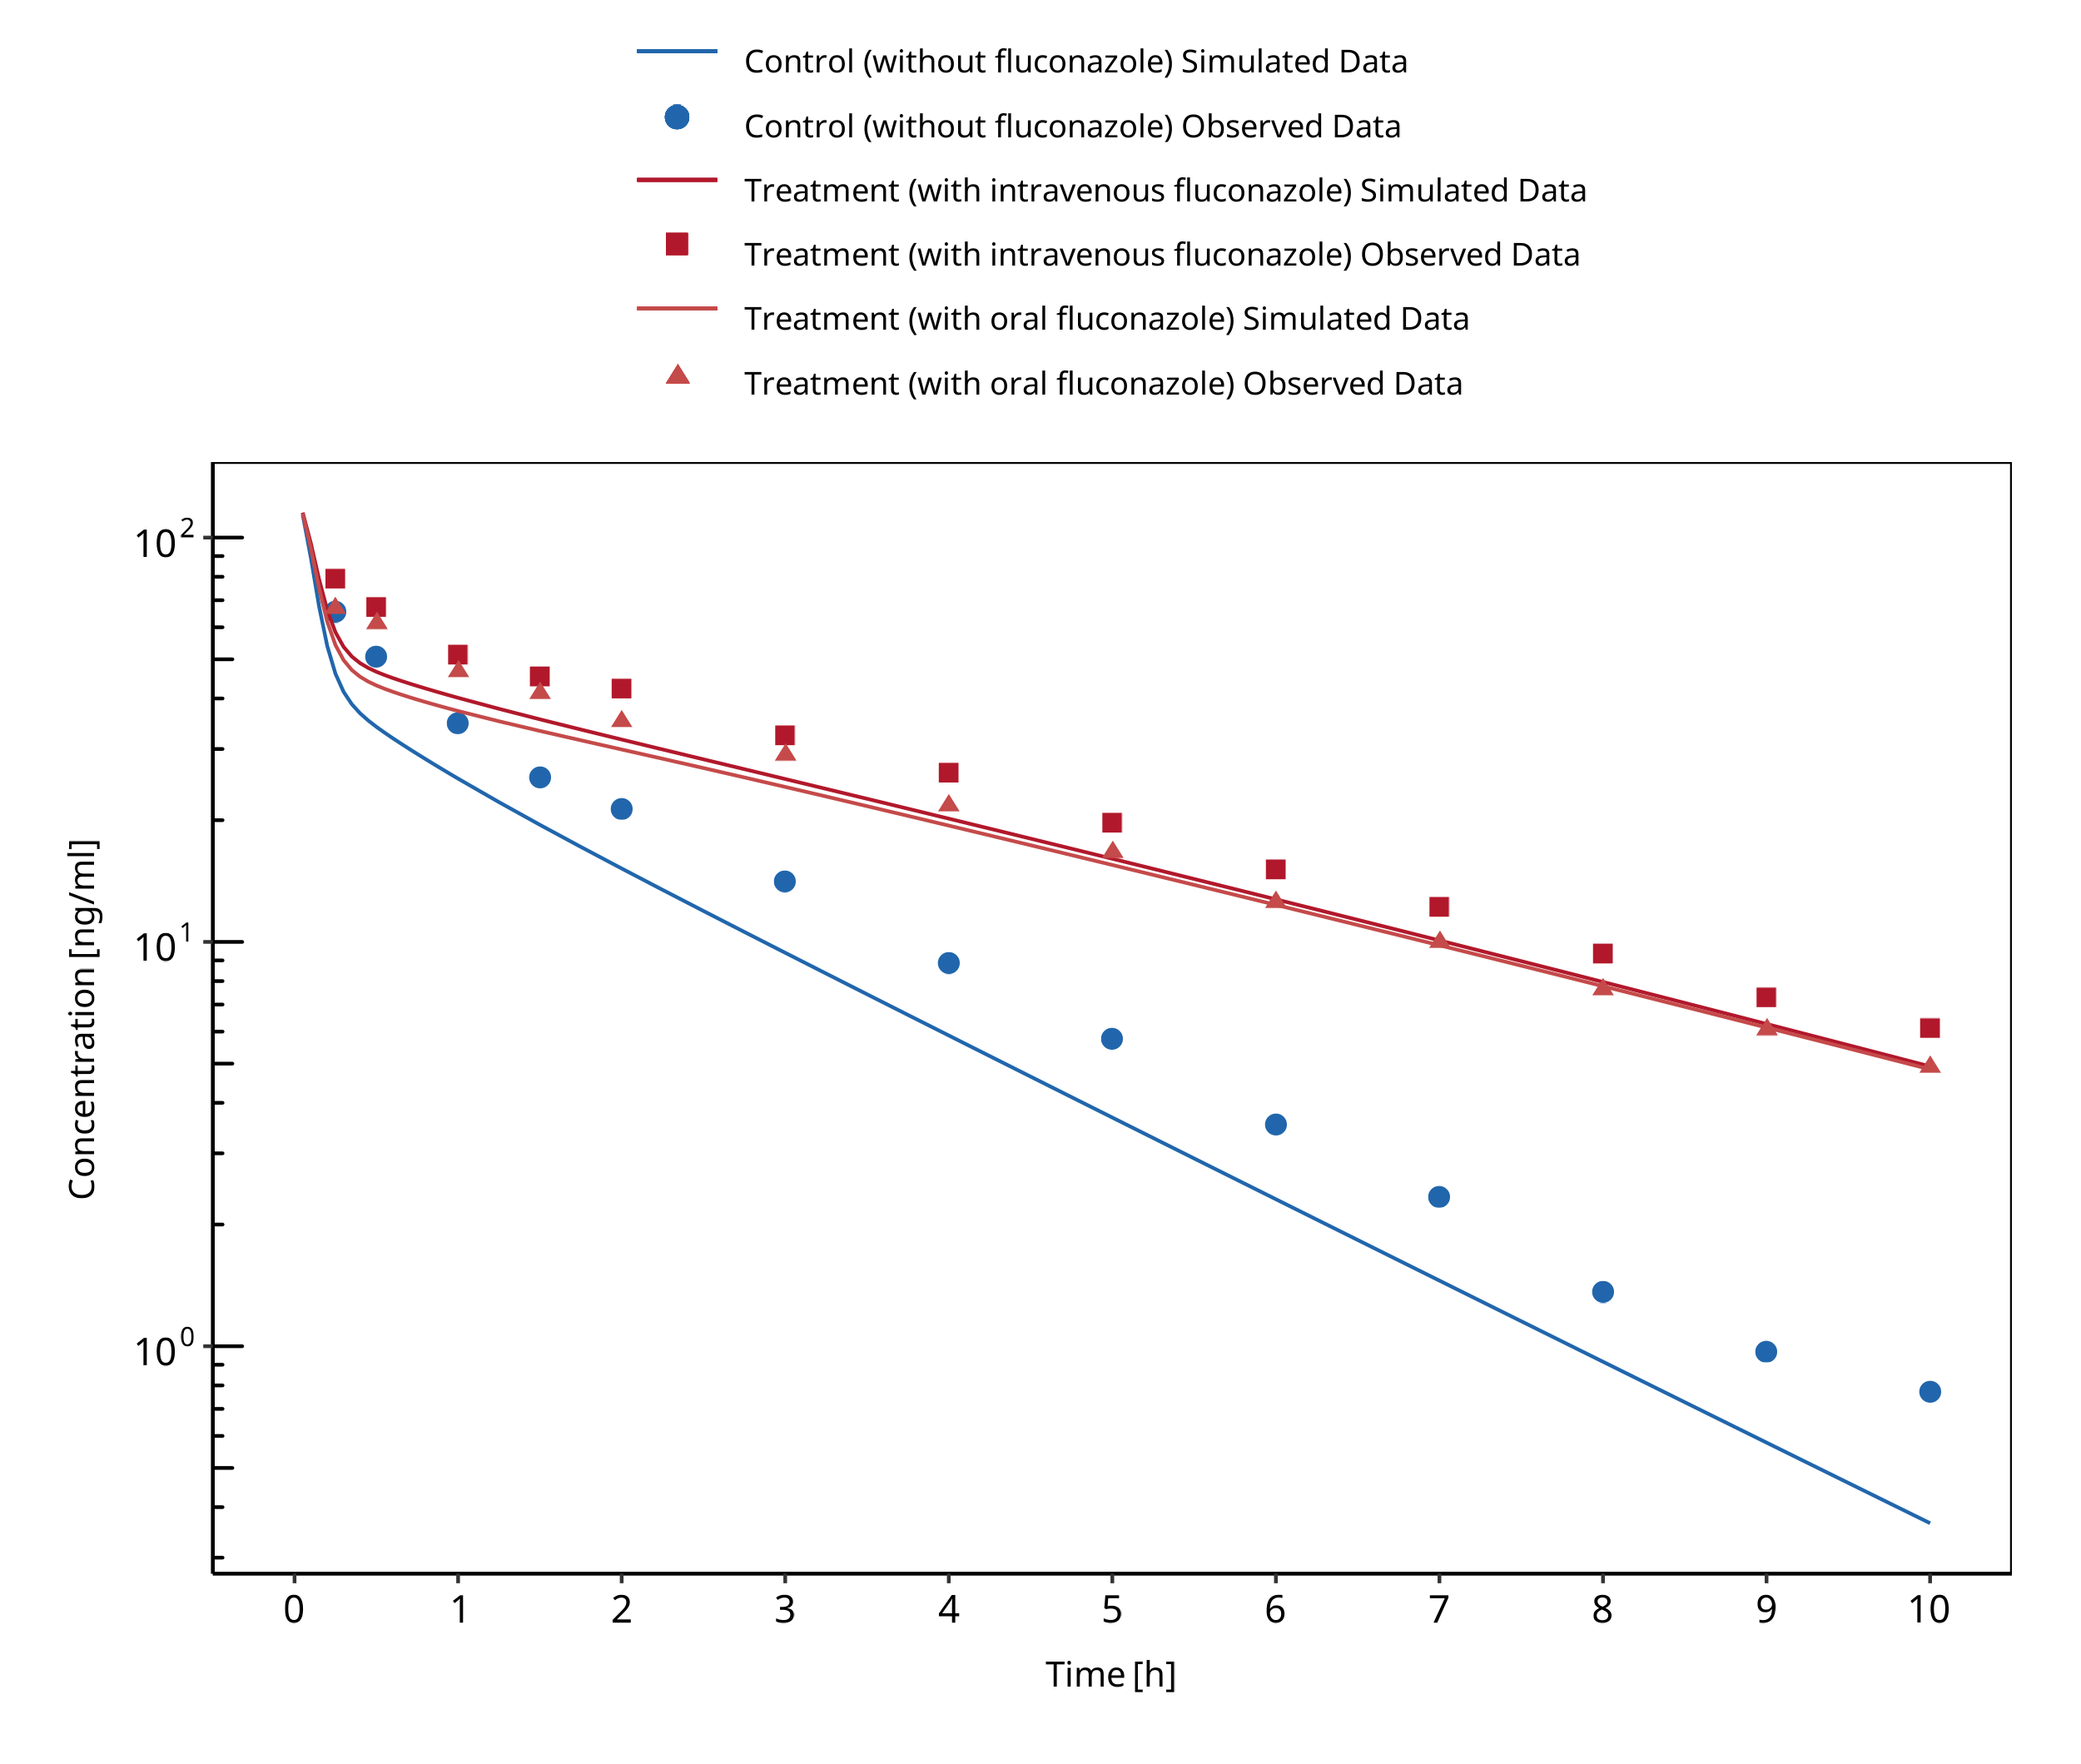 Control (without fluconazole) Simulated Data
Control (without fluconazole) Observed Data
Treatment (with intravenous fluconazole) Simulated Data
Treatment (with intravenous fluconazole) Observed Data
Treatment (with oral fluconazole) Simulated Data
Treatment (with oral fluconazole) Observed Data
10²
10¹
10⁰
Concentration [ng/ml]
0 1 2 3 4 5 6 7 8 9 10
Time [h]